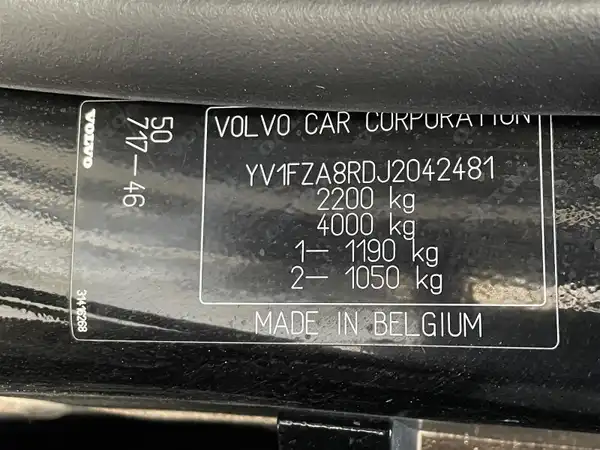 VOLVO
50
717-46
31416268
VOLVO CAR CORPORATION
YV1FZA8RDJ2042481
2200 kg
4000 kg
1- 1190 kg
2- 1050 kg
MADE IN BELGIUM